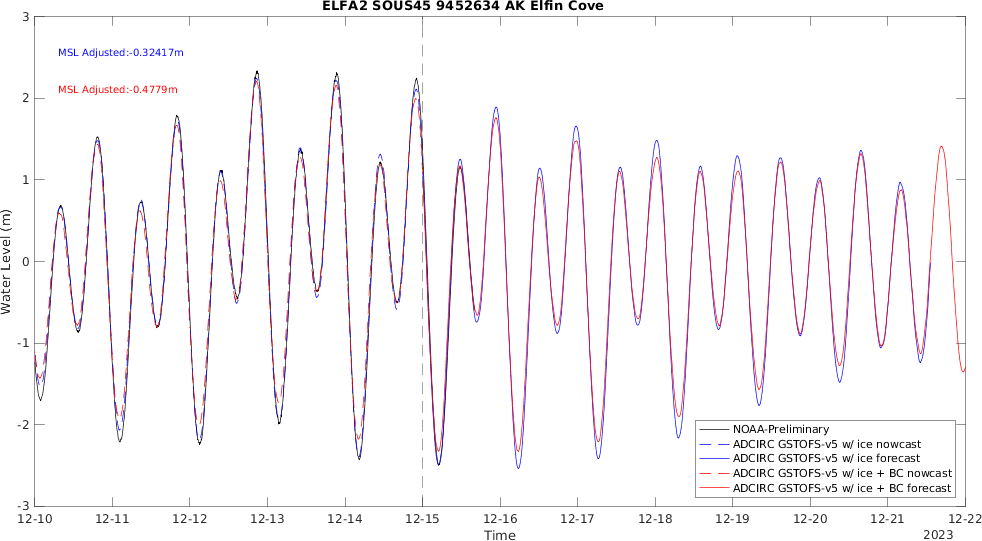 ELFA2 SOUS45 9452634 AK Elfin Cove
MSL Adjusted:-0.32417m
MSL Adjusted:-0.4779m
3
2
1
0
-1
-2
-3
Water Level (m)
NOAA-Preliminary
ADCIRC GSTOFS-v5 w/ ice nowcast
ADCIRC GSTOFS-v5 w/ ice forecast
ADCIRC GSTOFS-v5 w/ ice + BC nowcast
ADCIRC GSTOFS-v5 w/ ice + BC forecast
12-10 12-11 12-12 12-13 12-14 12-15 12-16 12-17 12-18 12-19 12-20 12-21 12-22
Time
2023